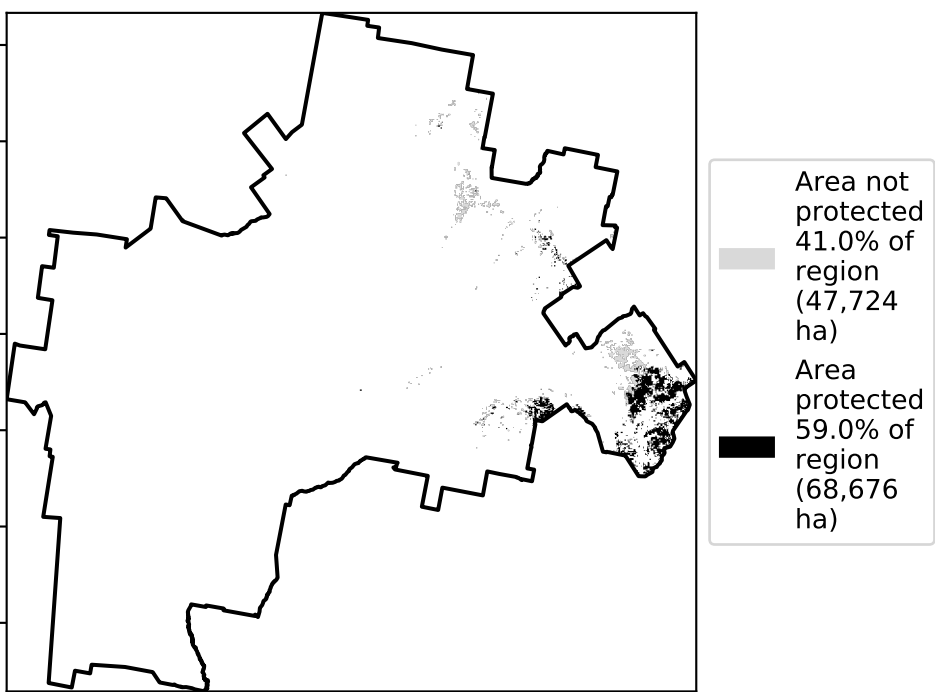 Area not
protected
41.0% of
region
(47,724
ha)
Area
protected
59.0% of
region
(68,676
ha)